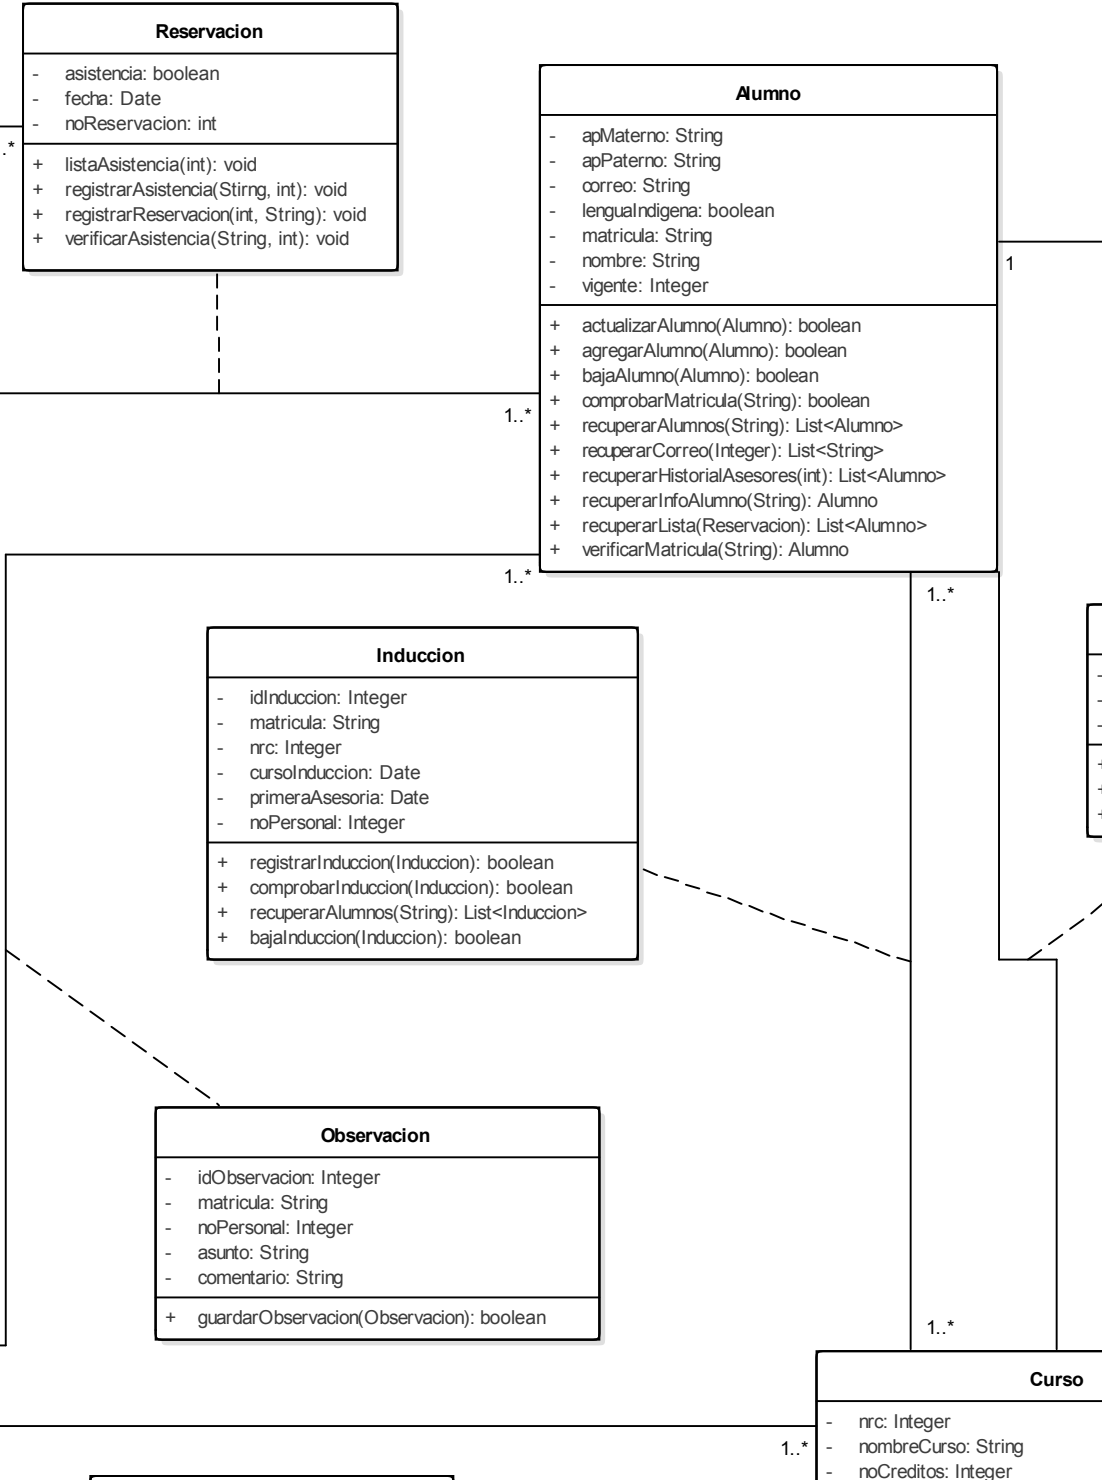 Reservacion
- asistencia: boolean
- fecha: Date
- noReservacion: int
+ listaAsistencia(int): void
+ registrarAsistencia(Stirng, int): void
+ registrarReservacion(int, String): void
+ verificarAsistencia(String, int): void
.*
Alumno
- apMaterno: String
- apPaterno: String
- correo: String
- lenguaIndigena: boolean
- matricula: String
- nombre: String
- vigente: Integer
+ actualizarAlumno(Alumno): boolean
+ agregarAlumno(Alumno): boolean
+ bajaAlumno(Alumno): boolean
+ comprobarMatricula(String): boolean
+ recuperarAlumnos(String): List<Alumno>
+ recuperarCorreo(Integer): List<String>
+ recuperarHistorialAsesores(int): List<Alumno>
+ recuperarInfoAlumno(String): Alumno
+ recuperarLista(Reservacion): List<Alumno>
+ verificarMatricula(String): Alumno
1
1..*
1..*
1..*
Induccion
- idInduccion: Integer
- matricula: String
- nrc: Integer
- cursoInduccion: Date
- primeraAsesoria: Date
- noPersonal: Integer
+ registrarInduccion(Induccion): boolean
+ comprobarInduccion(Induccion): boolean
+ recuperarAlumnos(String): List<Induccion>
+ bajaInduccion(Induccion): boolean
-
-
-
+
+
+
Observacion
- idObservacion: Integer
- matricula: String
- noPersonal: Integer
- asunto: String
- comentario: String
+ guardarObservacion(Observacion): boolean
1..*
Curso
- nrc: Integer
- nombreCurso: String
- noCreditos: Integer
1..*